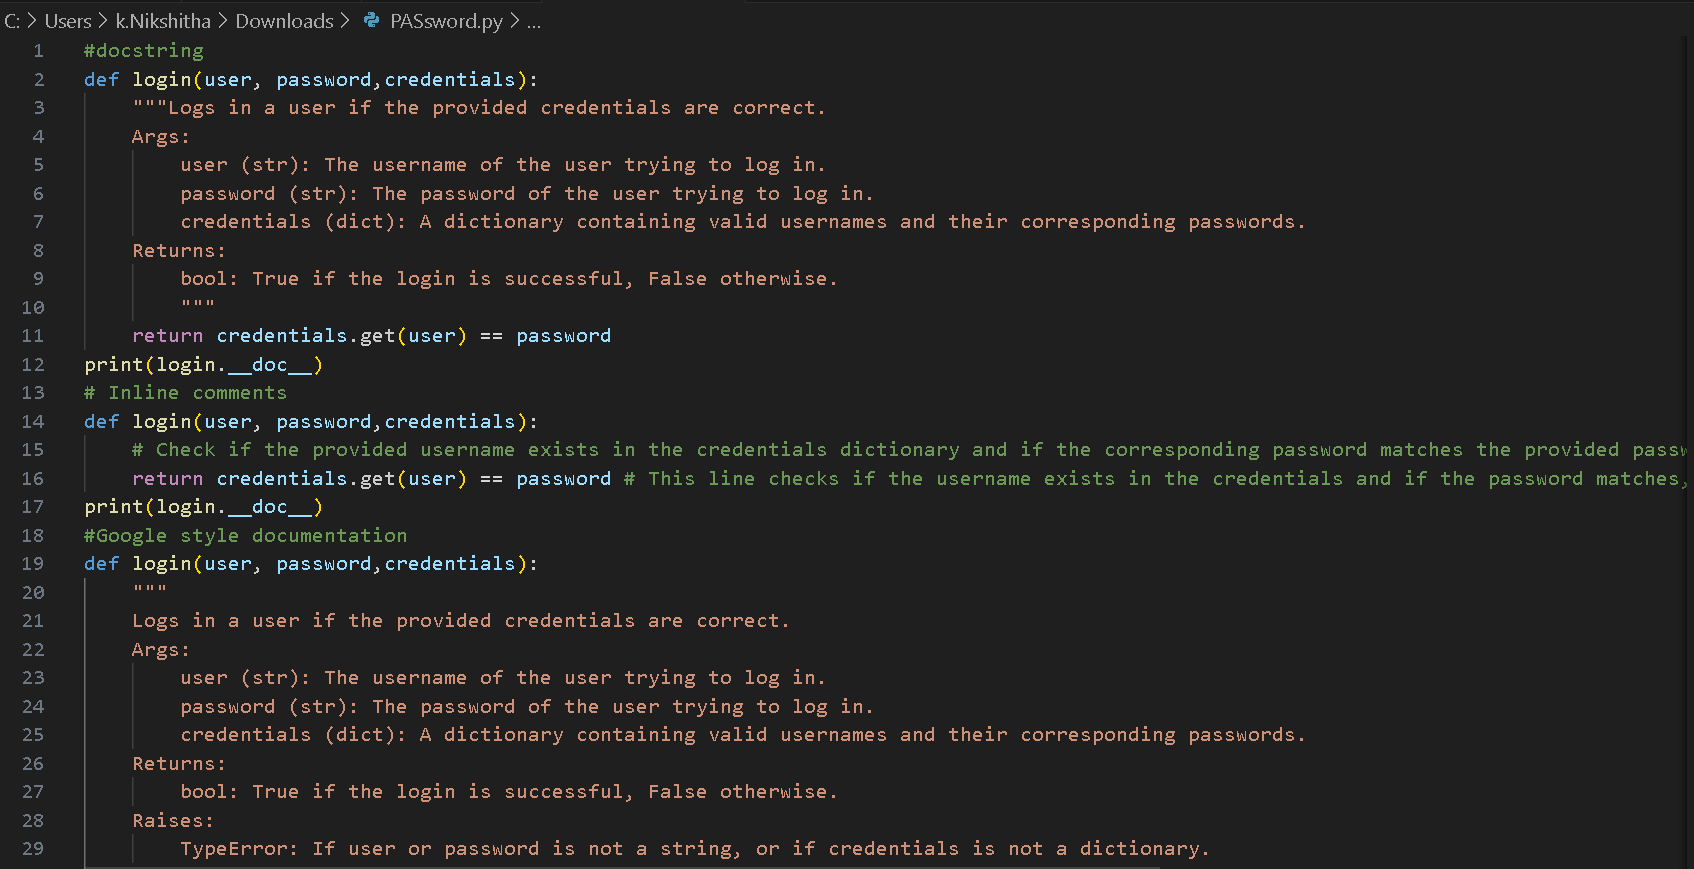 C: > Users > k.Nikshitha > Downloads > PASsword.py > ...
1 #docstring
2 def login(user, password,credentials):
3     """Logs in a user if the provided credentials are correct.
4     Args:
5         user (str): The username of the user trying to log in.
6         password (str): The password of the user trying to log in.
7         credentials (dict): A dictionary containing valid usernames and their corresponding passwords.
8     Returns:
9         bool: True if the login is successful, False otherwise.
10         """
11     return credentials.get(user) == password
12 print(login.__doc__)
13 # Inline comments
14 def login(user, password,credentials):
15     # Check if the provided username exists in the credentials dictionary and if the corresponding password matches the provided
16     return credentials.get(user) == password # This line checks if the username exists in the credentials and if the password matches,
17 print(login.__doc__)
18 #Google style documentation
19 def login(user, password,credentials):
20     """
21     Logs in a user if the provided credentials are correct.
22     Args:
23         user (str): The username of the user trying to log in.
24         password (str): The password of the user trying to log in.
25         credentials (dict): A dictionary containing valid usernames and their corresponding passwords.
26     Returns:
27         bool: True if the login is successful, False otherwise.
28     Raises:
29         TypeError: If user or password is not a string, or if credentials is not a dictionary.